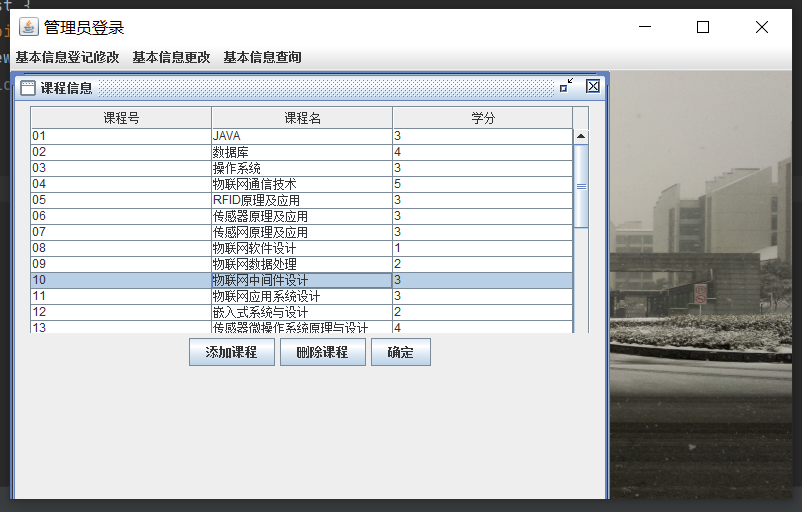 管理员登录
基本信息登记修改 基本信息更改 基本信息查询
课程信息
课程号 课程名 学分
01 JAVA 3
02 数据库 4
03 操作系统 3
04 物联网通信技术 5
05 RFID原理及应用 3
06 传感器原理及应用 3
07 传感网原理及应用 3
08 物联网软件设计 1
09 物联网数据处理 2
10 物联网中间件设计 3
11 物联网应用系统设计 3
12 嵌入式系统与设计 2
13 传感器微操作系统原理与设计 4
添加课程 删除课程 确定